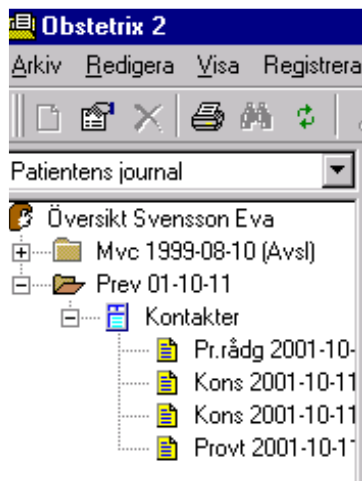 Obstetrix 2
Arkiv Redigera Visa Registrera
Patientens journal
Översikt Svensson Eva
Mvc 1999-08-10 (Avsl)
Prev 01-10-11
Kontakter
Pr.rådg 2001-10-
Kons 2001-10-11
Kons 2001-10-11
Provt 2001-10-1